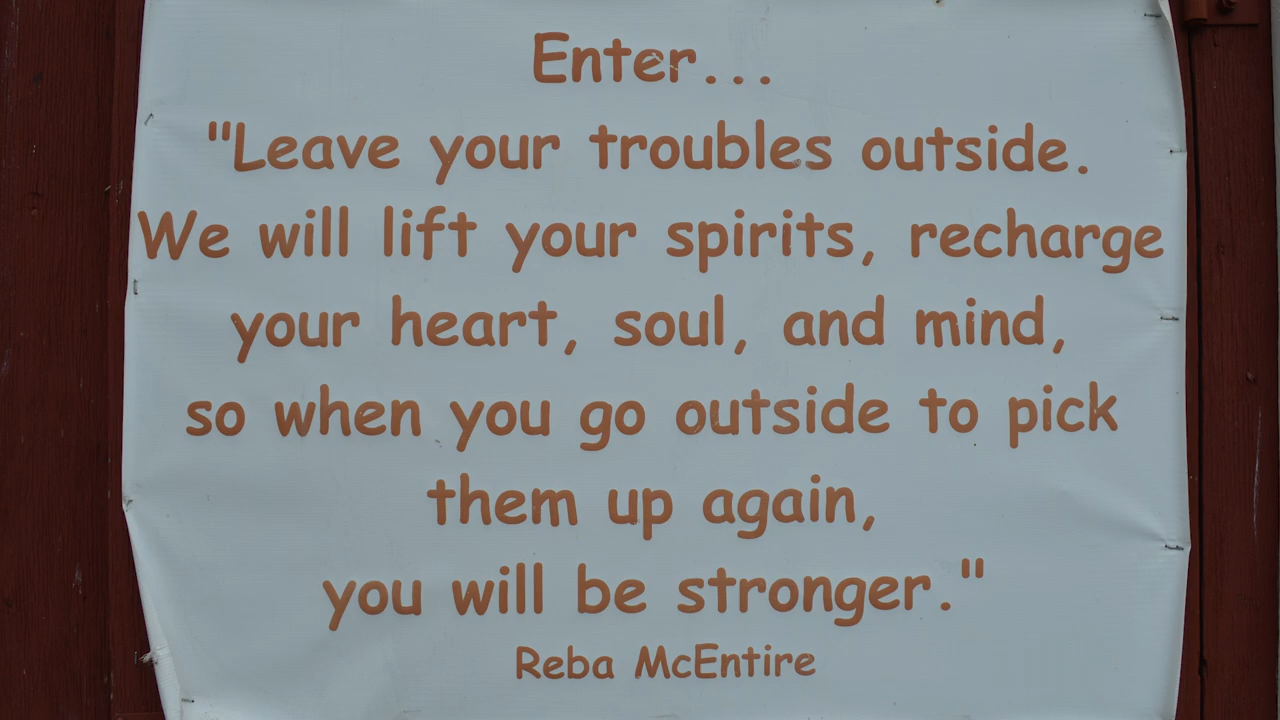 Enter...
"Leave your troubles outside.
We will lift your spirits, recharge
your heart, soul, and mind,
so when you go outside to pick
them up again,
you will be stronger."
Reba McEntire